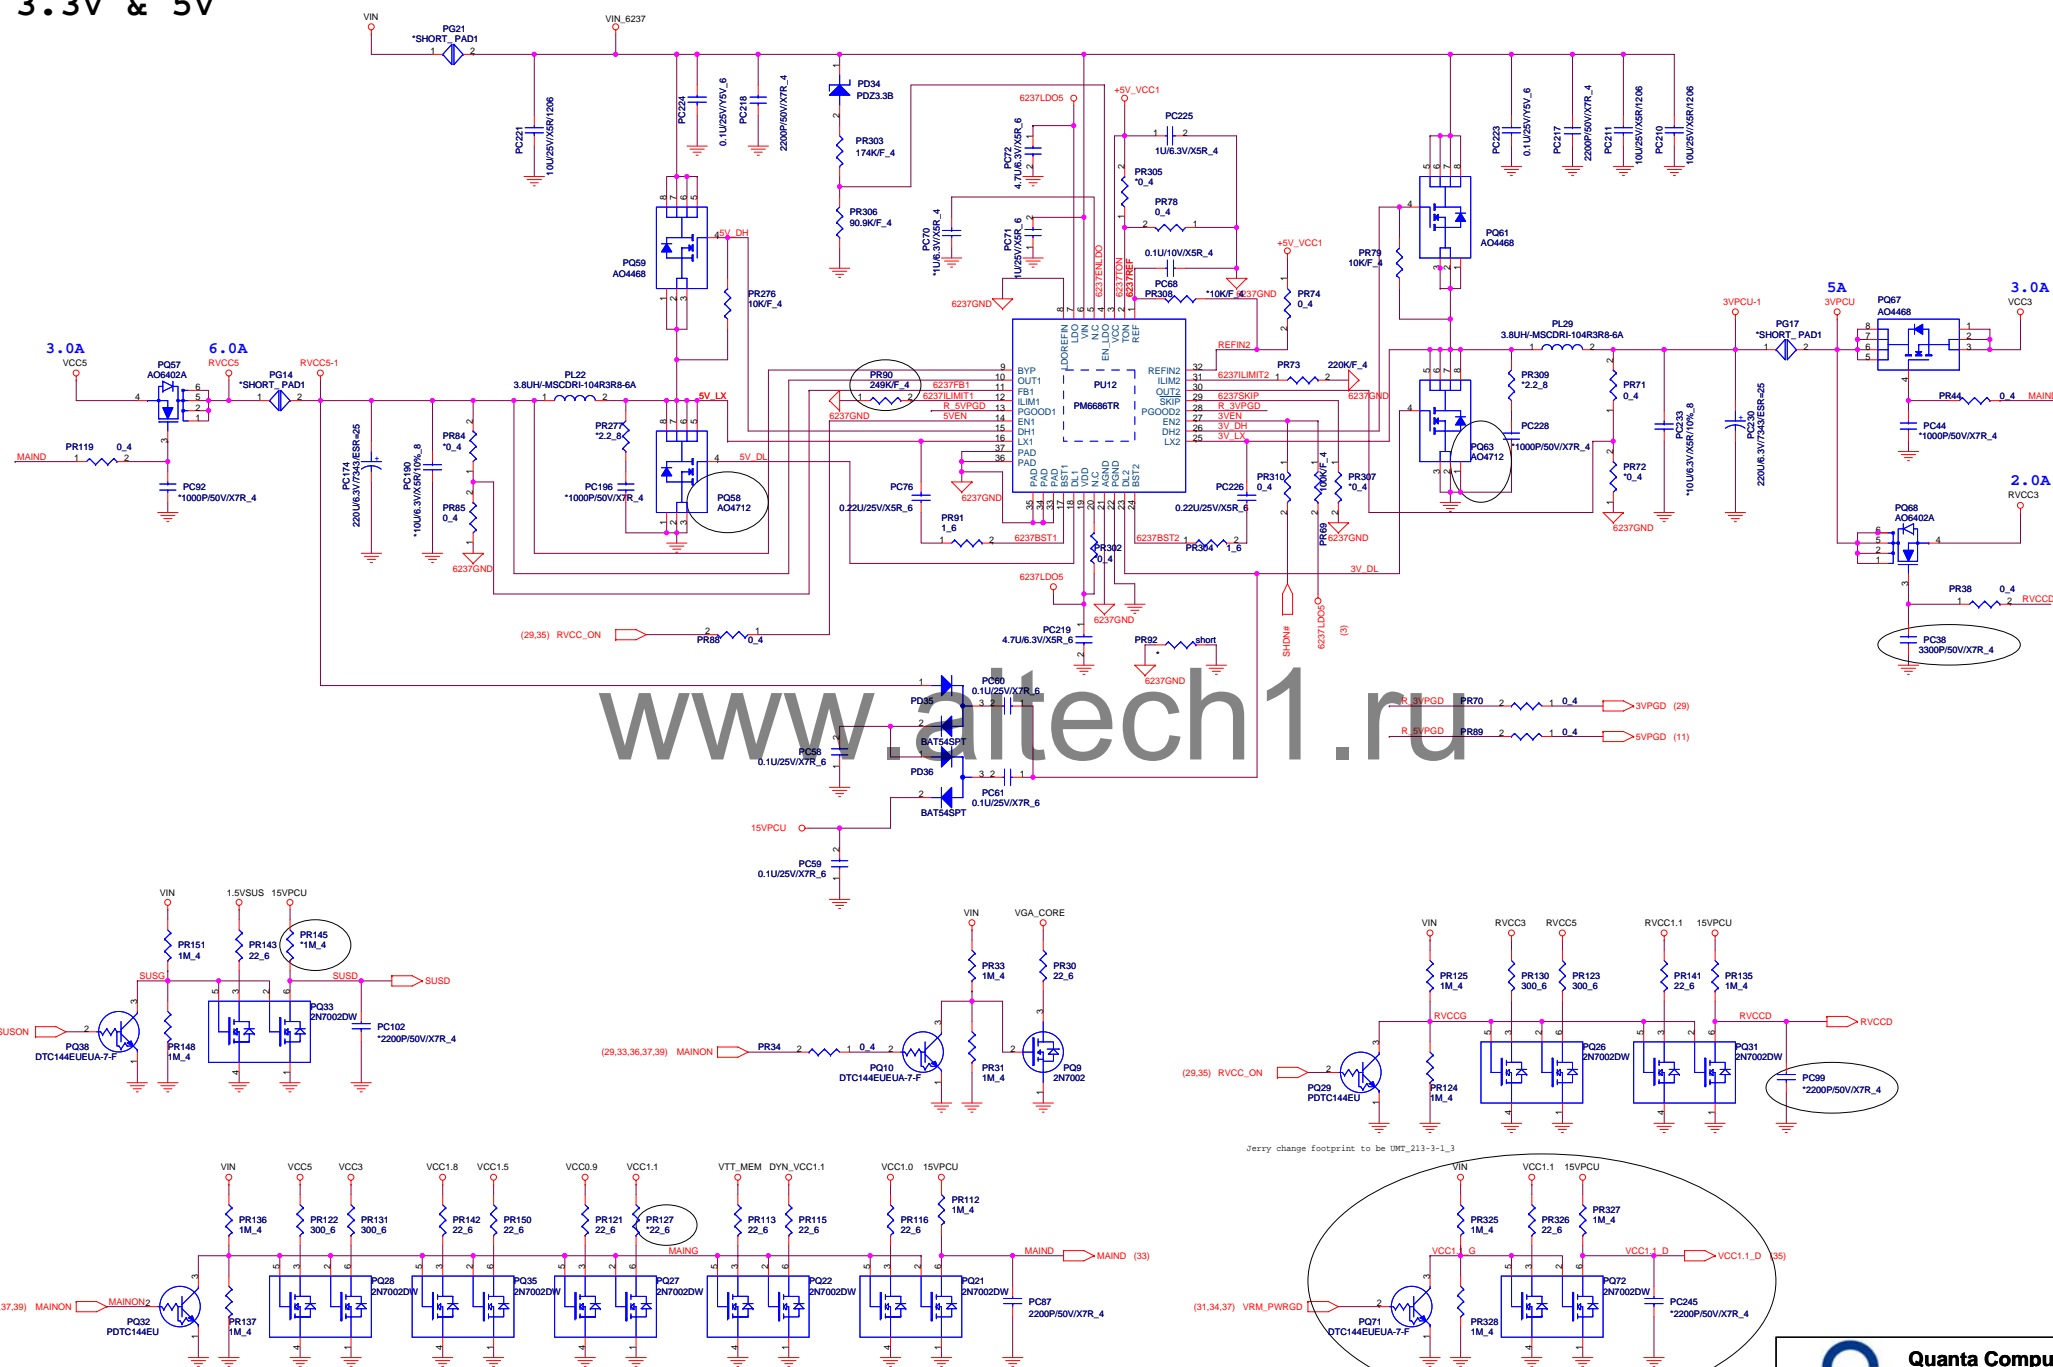 3.3V & 5V
VIN
PG21
*SHORT_PAD1
VIN_6237
PC221
10U/25V/X5R/1206
PC224
0.1U/25V/Y5V_6
PC218
2200P/50V/X7R_4
PD34
PDZ3.3B
PR303
174K/F_4
PR306
90.9K/F_4
6237LDO5
+5V_VCC1
PC72
4.7U/6.3V/X5R_6
PC225
1U/6.3V/X5R_4
PR305
*0_4
PR78
0_4
PC70
*1U/6.3V/X5R_4
PC71
1U/25V/X5R_6
0.1U/10V/X5R_4
PC68
PR308
*10K/F_4
6237GND
6237ENLDO
6237TON
6237REF
+5V_VCC1
PR74
0_4
PR79
10K/F_4
PQ61
AO4468
PC223
0.1U/25V/Y5V_6
PC217
2200P/50V/X7R_4
PC211
10U/25V/X5R/1206
PC210
10U/25V/X5R/1206
PQ59
AO4468
5V_DH
PR276
10K/F_4
6237GND
3.0A
VCC5
PQ57
AO6402A
6.0A
RVCC5
PG14
*SHORT_PAD1
RVCC5-1
PL22
3.8UH/-MSCDRI-104R3R8-6A
5V_LX
PR90
249K/F_4
6237GND
6237FB1
6237ILIMIT1
R_5VPGD
5VEN
PU12
PM6686TR
LDOREFIN
LDO
VIN
N.C
EN_LDO
VCC
TON
REF
BYP
OUT1
FB1
ILIM1
PGOOD1
EN1
DH1
LX1
PAD
PAD
REFIN2
ILIM2
OUT2
SKIP
PGOOD2
EN2
DH2
LX2
PAD
PAD
PAD
BST1
DL1
VDD
N.C
AGND
PGND
DL2
BST2
REFIN2
6237ILIMIT2
6237SKIP
R_3VPGD
3VEN
3V_DH
3V_LX
PR73
220K/F_4
6237GND
PL29
3.8UH/-MSCDRI-104R3R8-6A
3VPCU-1
PG17
*SHORT_PAD1
5A
3VPCU
PQ67
AO4468
3.0A
VCC3
PR44
0_4
PC44
*1000P/50V/X7R_4
MAIND
PR119
0_4
PC92
*1000P/50V/X7R_4
PC174
220U/6.3V/7343/ESR=25
PC190
*10U/6.3V/X5R/10%_8
PR84
*0_4
PR85
0_4
6237GND
PR277
*2.2_8
PC196
*1000P/50V/X7R_4
5V_DL
PQ58
AO4712
PC76
0.22U/25V/X5R_6
PR91
1_6
6237BST1
6237GND
PR302
0_4
6237BST2
PR304
1_6
PC226
0.22U/25V/X5R_6
PR310
0_4
100K/F_4
PR69
PR307
*0_4
6237GND
3V_DL
PR309
*2.2_8
PC228
*1000P/50V/X7R_4
PQ63
AO4712
PR71
0_4
PR72
*0_4
6237GND
PC233
*10U/6.3V/X5R/10%_8
PC230
220U/6.3V/7343/ESR=25
2.0A
RVCC3
PQ68
AO6402A
PR38
0_4
RVCCD
PC38
3300P/50V/X7R_4
(29,35) RVCC_ON
PR88
0_4
6237LDO5
PC219
4.7U/6.3V/X5R_6
6237GND
PR92
*
short
6237GND
SHDN#
6237LDO5
(3)
PD35
BAT54SPT
PC60
0.1U/25V/X7R_6
PC58
0.1U/25V/X7R_6
PD36
BAT54SPT
PC61
0.1U/25V/X7R_6
15VPCU
PC59
0.1U/25V/X7R_6
R_3VPGD
PR70
0_4
3VPGD (29)
R_5VPGD
PR89
0_4
5VPGD (11)
www.aitech1.ru
VIN
1.5VSUS
15VPCU
PR151
1M_4
PR143
22_6
PR145
*1M_4
SUSG
SUSD
SUSD
SUSON
PQ38
DTC144EUEUA-7-F
PR148
1M_4
PQ33
2N7002DW
PC102
*2200P/50V/X7R_4
VIN
VGA_CORE
PR33
1M_4
PR30
22_6
(29,33,36,37,39) MAINON
PR34
0_4
PQ10
DTC144EUEUA-7-F
PR31
1M_4
PQ9
2N7002
VIN
RVCC3
RVCC5
RVCC1.1
15VPCU
PR125
1M_4
PR130
300_6
PR123
300_6
PR141
22_6
PR135
1M_4
RVCCG
RVCCD
RVCCD
(29,35) RVCC_ON
PQ29
PDTC144EU
PR124
1M_4
PQ26
2N7002DW
PQ31
2N7002DW
PC99
*2200P/50V/X7R_4
Jerry change footprint to be UMT_213-3-1_3
VIN
VCC5
VCC3
VCC1.8
VCC1.5
VCC0.9
VCC1.1
VTT_MEM
DYN_VCC1.1
VCC1.0
15VPCU
PR136
1M_4
PR122
300_6
PR131
300_6
PR142
22_6
PR150
22_6
PR121
22_6
PR127
*22_6
PR113
22_6
PR115
22_6
PR116
22_6
PR112
1M_4
MAING
MAIND
MAIND (33)
,37,39) MAINON
MAINON
PQ32
PDTC144EU
PR137
1M_4
PQ28
2N7002DW
PQ35
2N7002DW
PQ27
2N7002DW
PQ22
2N7002DW
PQ21
2N7002DW
PC87
2200P/50V/X7R_4
VIN
VCC1.1
15VPCU
PR325
1M_4
PR326
22_6
PR327
1M_4
VCC1.1_G
VCC1.1_D
VCC1.1_D (35)
(31,34,37) VRM_PWRGD
PQ71
DTC144EUEUA-7-F
PR328
1M_4
PQ72
2N7002DW
PC245
*2200P/50V/X7R_4
Quanta Compu